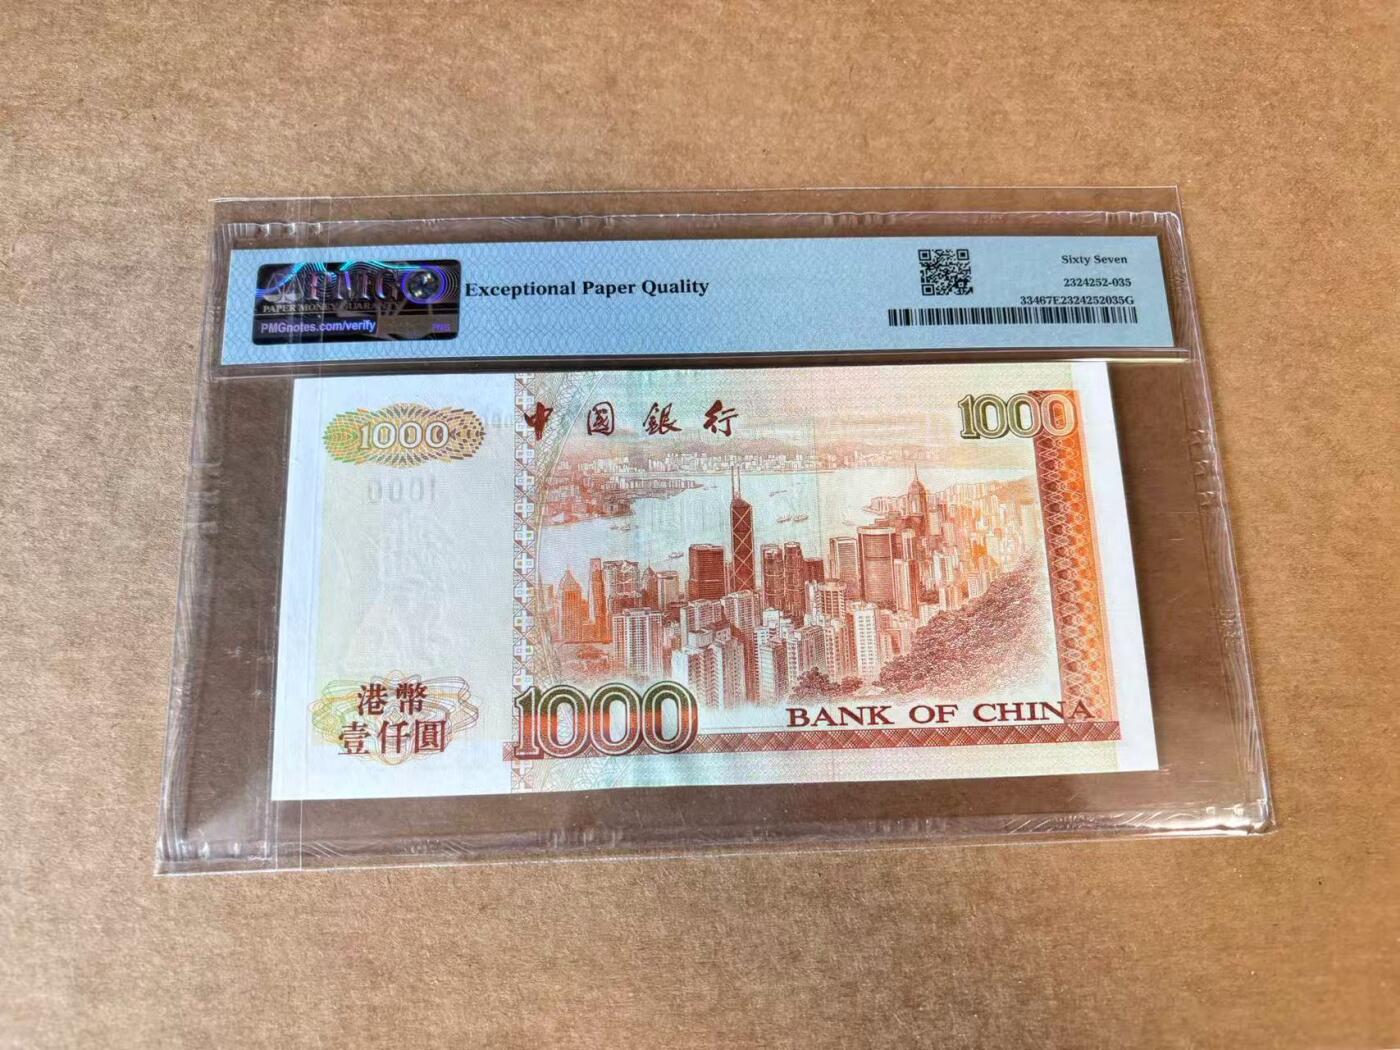 PMG
PAPER MONEY GUARANTY
PMGnotes.com/verify
PMG
Exceptional Paper Quality
Sixty Seven
2324252-035
33467E2324252035G
1000
中國銀行
1000
港幣
壹仟圓
1000
BANK OF CHINA